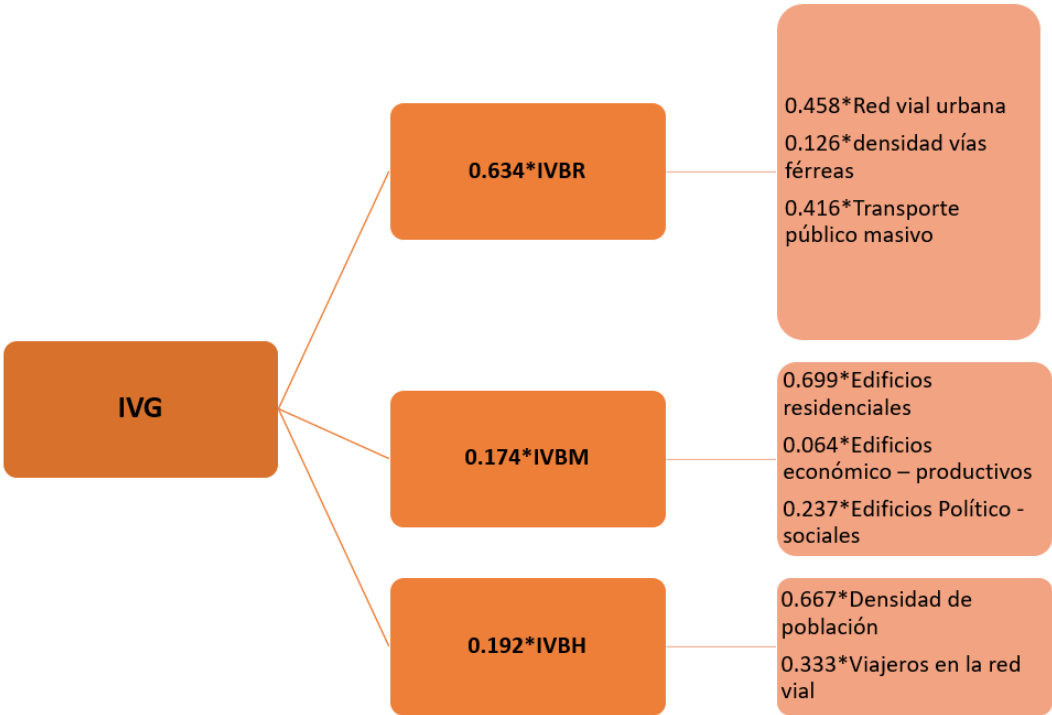 IVG
0.634*IVBR
0.458*Red vial urbana
0.126*densidad vías
férreas
0.416*Transporte
público masivo
0.174*IVBM
0.699*Edificios
residenciales
0.064*Edificios
económico – productivos
0.237*Edificios Político -
sociales
0.192*IVBH
0.667*Densidad de
población
0.333*Viajeros en la red
vial